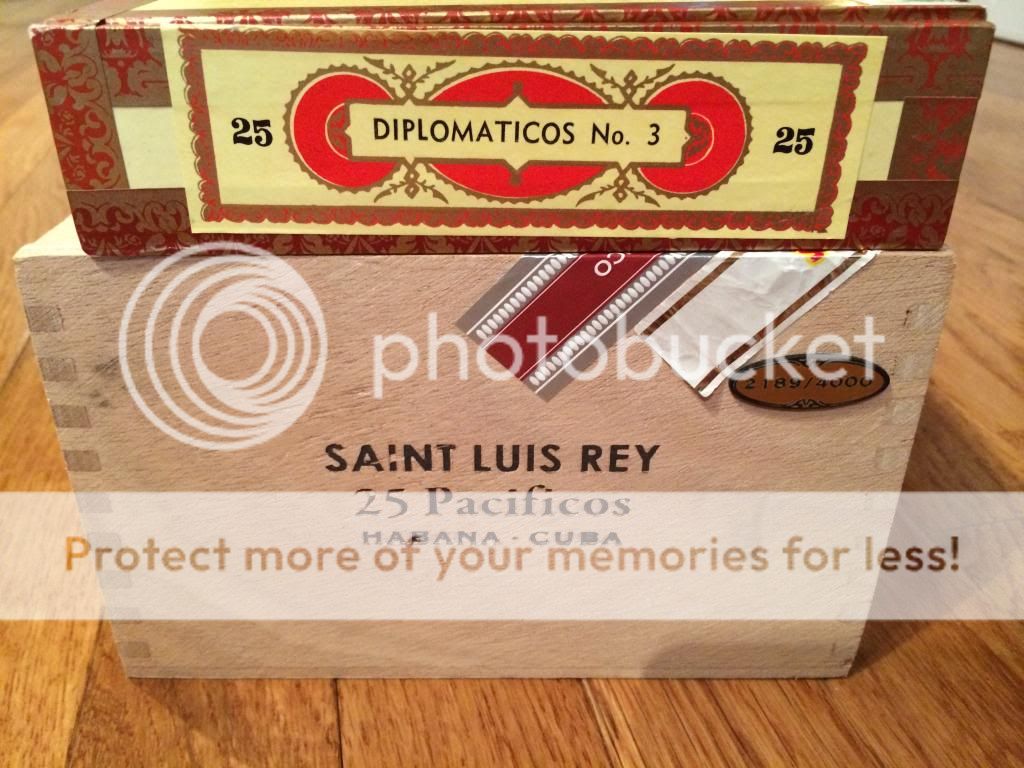 25 DIPLOMATICOS No. 3 25
CO
photobucket
2189/4000
SAINT LUIS REY
25 Pacificos
HABANA - CUBA
Protect more of your memories for less!